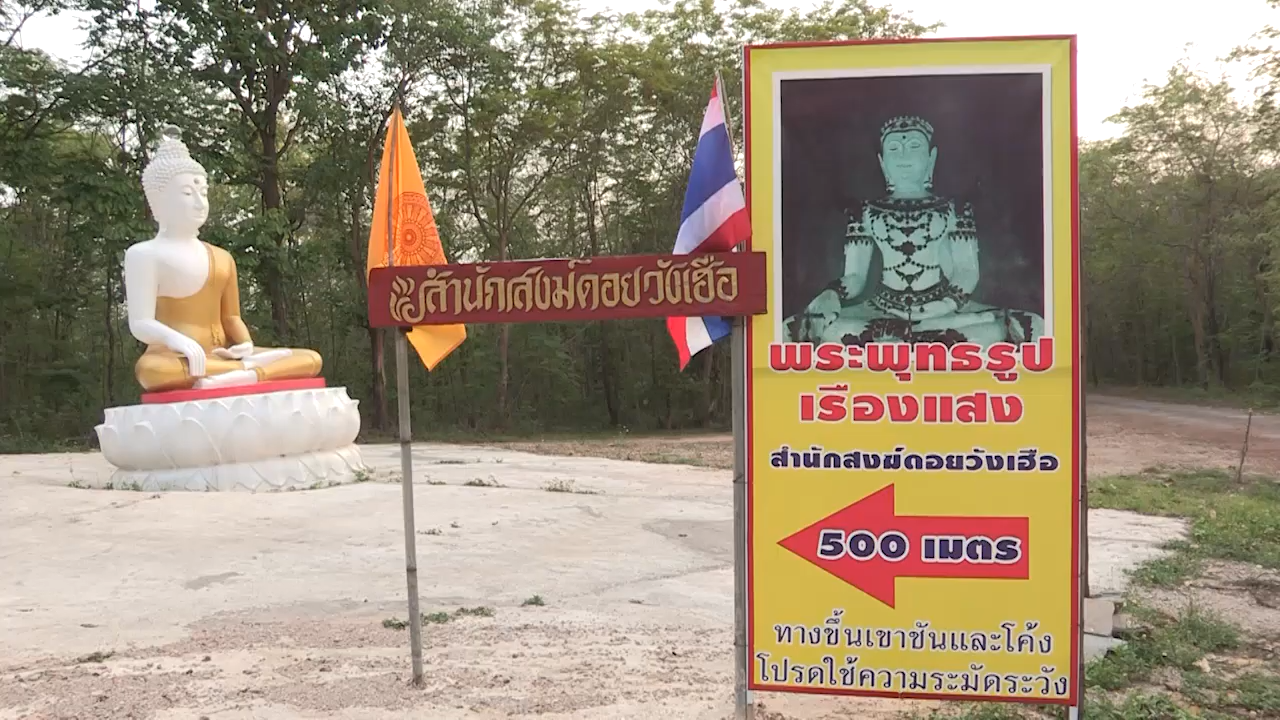 สำนักสงฆ์ดอยวังเฮือ
พระพุทธรูป
เรืองแสง
สำนักสงฆ์ดอยวังเฮือ
500 เมตร
ทางขึ้นเขาชันและโค้ง
โปรดใช้ความระมัดระวัง